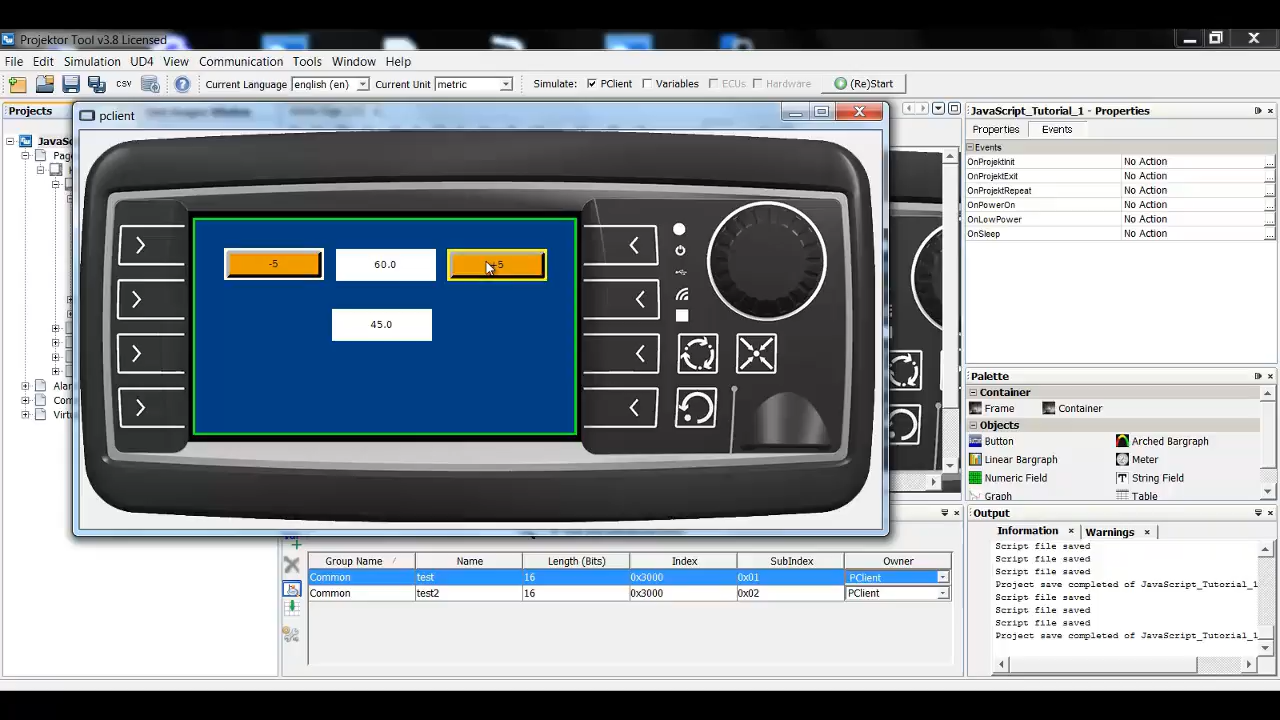 Projektor Tool v3.8 Licensed
File Edit Simulation UD4 View Communication Tools Window Help
CSV Current Language english (en) Current Unit metric Simulate: PClient Variables ECUs Hardware (Re)Start
Projects
pclient
JavaScript_Tutorial_1 - Properties
Properties Events
Events
OnProjektInit No Action ...
OnProjektExit No Action ...
OnProjektRepeat No Action ...
OnPowerOn No Action ...
OnLowPower No Action ...
OnSleep No Action ...
JavaSc
Pag
Alar
Com
Virtu
-5 60.0 +5
45.0
Palette
Container
Frame Container
Objects
Button Arched Bargraph
Linear Bargraph Meter
Numeric Field String Field
Graph Table
Output
Information Warnings
Script file saved
Script file saved
Script file saved
Project save completed of JavaScript_Tutorial_1
Script file saved
Script file saved
Script file saved
Project save completed of JavaScript_Tutorial_1
Group Name Name Length (Bits) Index SubIndex Owner
Common test 16 0x3000 0x01 PClient
Common test2 16 0x3000 0x02 PClient